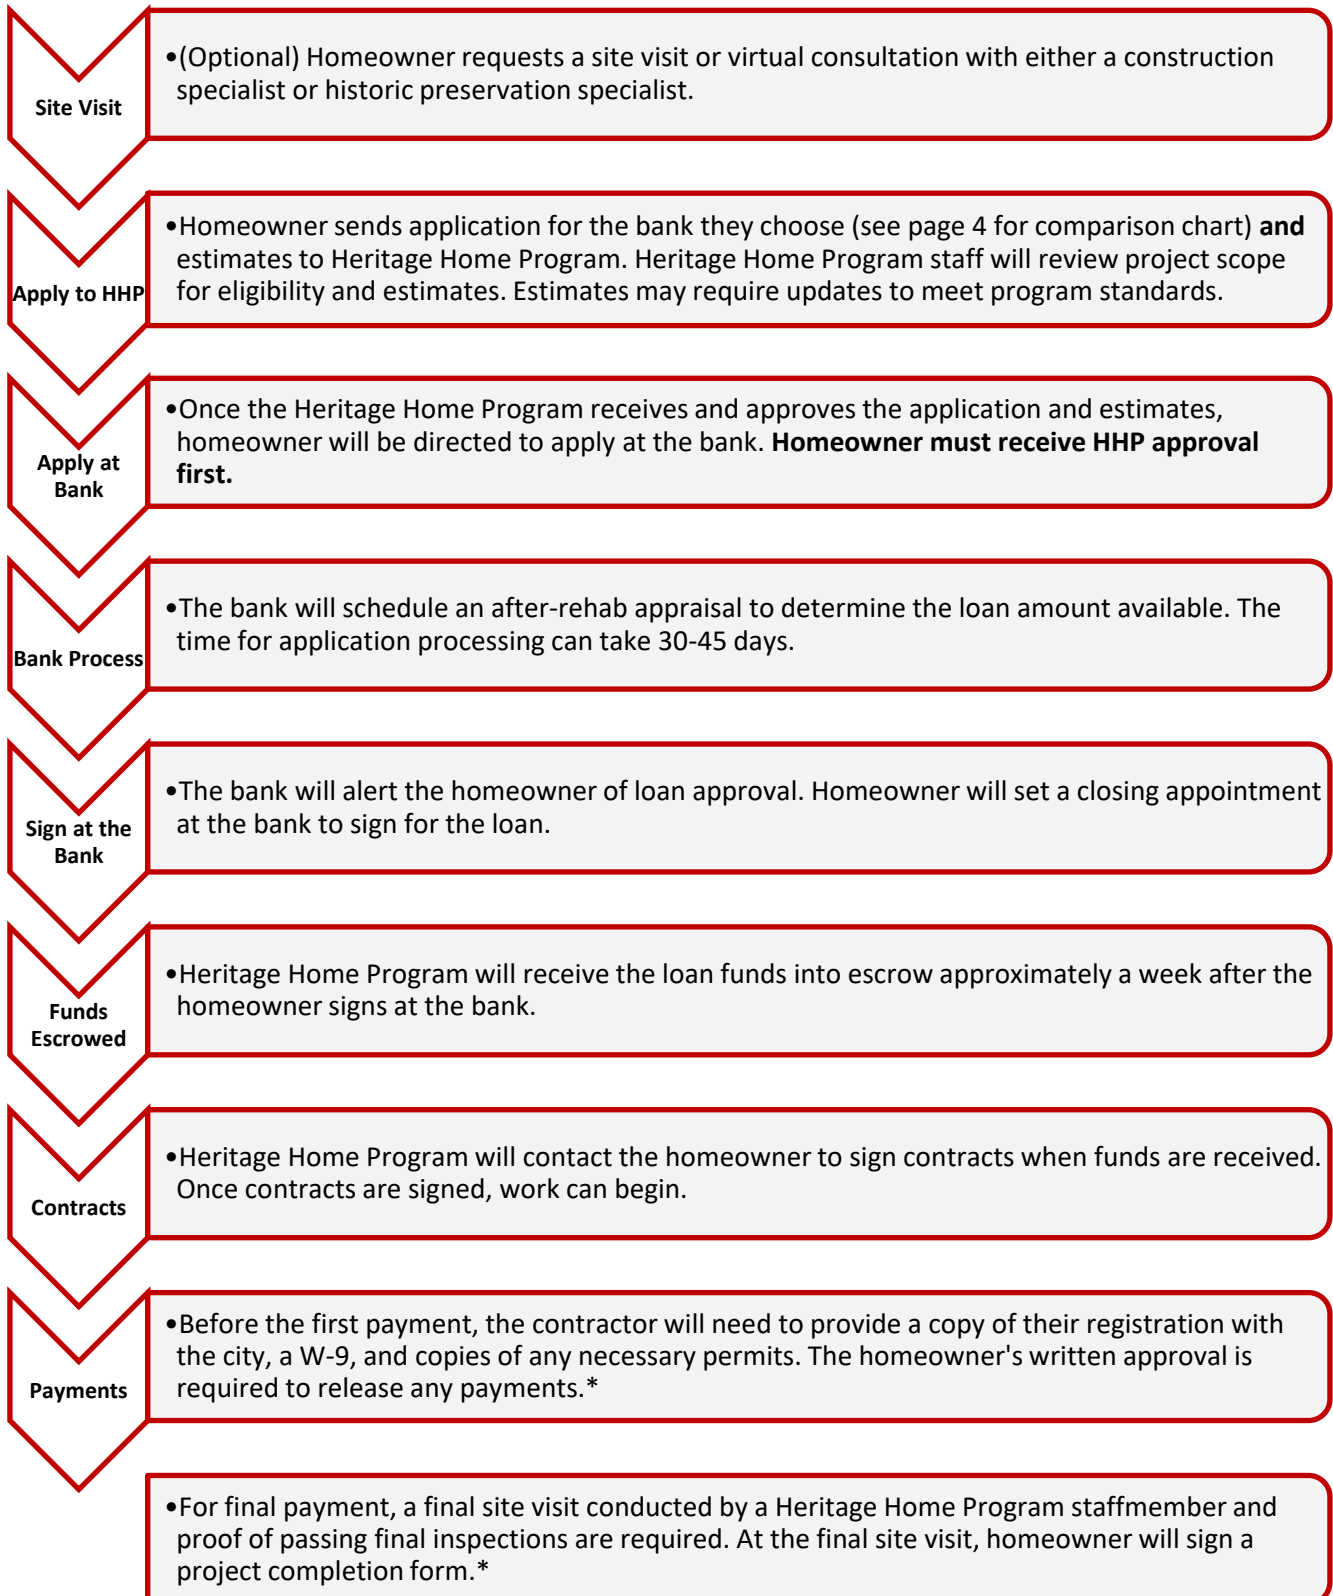 •(Optional) Homeowner requests a site visit or virtual consultation with either a construction
specialist or historic preservation specialist.
Site Visit
•Homeowner sends application for the bank they choose (see page 4 for comparison chart) and
estimates to Heritage Home Program. Heritage Home Program staff will review project scope
for eligibility and estimates. Estimates may require updates to meet program standards.
Apply to HHP
•Once the Heritage Home Program receives and approves the application and estimates,
homeowner will be directed to apply at the bank. Homeowner must receive HHP approval
first.
Apply at
Bank
•The bank will schedule an after-rehab appraisal to determine the loan amount available. The
time for application processing can take 30-45 days.
Bank Process
•The bank will alert the homeowner of loan approval. Homeowner will set a closing appointment
at the bank to sign for the loan.
Sign at the
Bank
•Heritage Home Program will receive the loan funds into escrow approximately a week after the
homeowner signs at the bank.
Funds
Escrowed
•Heritage Home Program will contact the homeowner to sign contracts when funds are received.
Once contracts are signed, work can begin.
Contracts
•Before the first payment, the contractor will need to provide a copy of their registration with
the city, a W-9, and copies of any necessary permits. The homeowner's written approval is
required to release any payments.*
Payments
•For final payment, a final site visit conducted by a Heritage Home Program staffmember and
proof of passing final inspections are required. At the final site visit, homeowner will sign a
project completion form.*